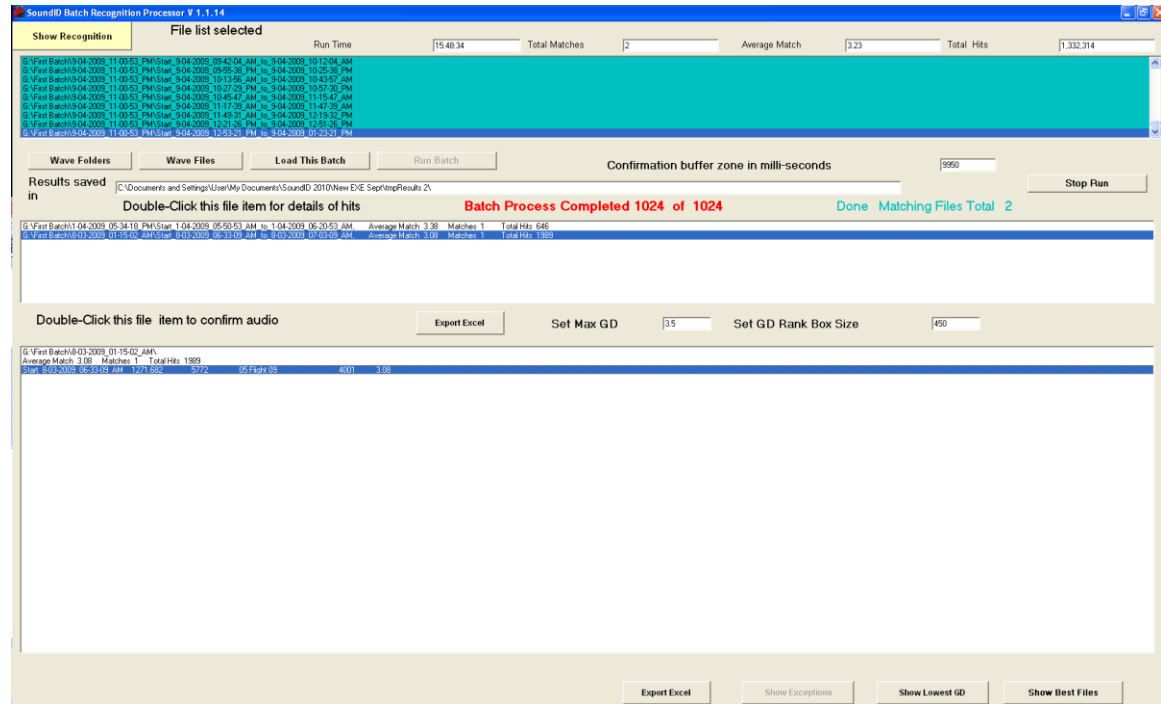 SoundID Batch Recognition Processor V 1.1.14
Show Recognition File list selected
Run Time 15:48:34 Total Matches 2 Average Match 3.23 Total Hits 1,332,314
G:\First Batch\9-04-2009_11-00-53_PM\Start_9-04-2009_09-42-04_AM_to_9-04-2009_10-12-04_AM
G:\First Batch\9-04-2009_11-00-53_PM\Start_9-04-2009_09-55-38_PM_to_9-04-2009_10-25-38_PM
G:\First Batch\9-04-2009_11-00-53_PM\Start_9-04-2009_10-13-56_AM_to_9-04-2009_10-43-57_AM
G:\First Batch\9-04-2009_11-00-53_PM\Start_9-04-2009_10-27-29_PM_to_9-04-2009_10-57-30_PM
G:\First Batch\9-04-2009_11-00-53_PM\Start_9-04-2009_10-45-47_AM_to_9-04-2009_11-15-47_AM
G:\First Batch\9-04-2009_11-00-53_PM\Start_9-04-2009_11-17-39_AM_to_9-04-2009_11-47-39_AM
G:\First Batch\9-04-2009_11-00-53_PM\Start_9-04-2009_11-49-31_AM_to_9-04-2009_12-19-32_PM
G:\First Batch\9-04-2009_11-00-53_PM\Start_9-04-2009_12-21-26_PM_to_9-04-2009_12-51-26_PM
G:\First Batch\9-04-2009_11-00-53_PM\Start_9-04-2009_12-53-21_PM_to_9-04-2009_01-23-21_PM
Wave Folders Wave Files Load This Batch Run Batch Confirmation buffer zone in milli-seconds 9950
Results saved in C:\Documents and Settings\User\My Documents\SoundID 2010\New EXE Sept\tmpResults 2\ Stop Run
Double-Click this file item for details of hits Batch Process Completed 1024 of 1024 Done Matching Files Total 2
G:\First Batch\1-04-2009_05-34-18_PM\Start_1-04-2009_05-50-53_AM_to_1-04-2009_06-20-53_AM, Average Match 3.38 Matches 1 Total Hits 646
G:\First Batch\8-03-2009_01-15-02_AM\Start_8-03-2009_06-33-09_AM_to_8-03-2009_07-03-09_AM, Average Match 3.08 Matches 1 Total Hits 1989
Double-Click this file item to confirm audio Export Excel Set Max GD 3.5 Set GD Rank Box Size 450
G:\First Batch\8-03-2009_01-15-02_AM\
Average Match 3.08 Matches 1 Total Hits 1989
Start_8-03-2009_06-33-09_AM 1271.682 5772 05 Flight 09 4001 3.08
Export Excel Show Exceptions Show Lowest GD Show Best Files